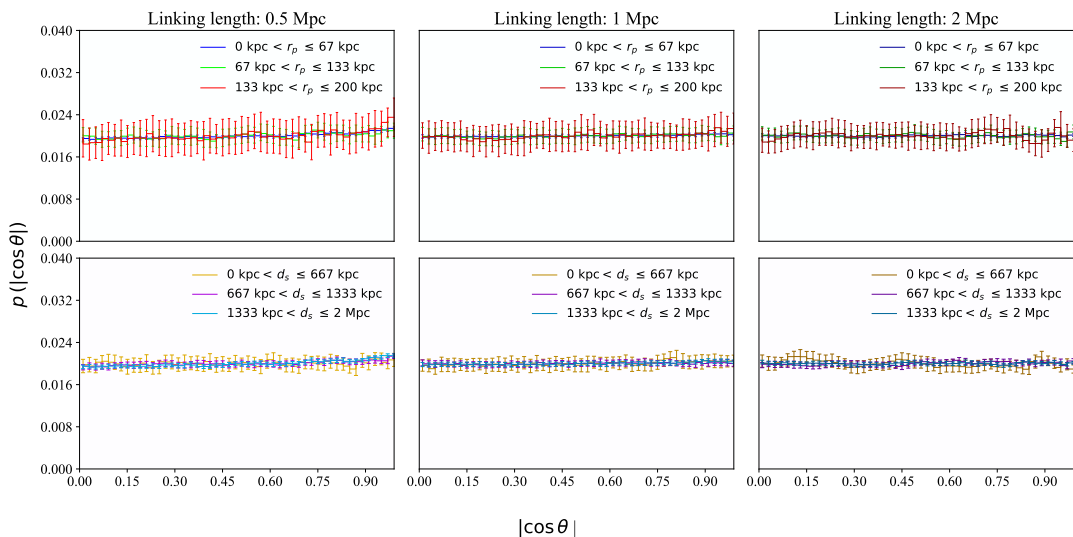 Linking length: 0.5 Mpc
Linking length: 1 Mpc
Linking length: 2 Mpc
0.040
0.032
0.024
0.016
0.008
0.000
0 kpc < r_p ≤ 67 kpc
67 kpc < r_p ≤ 133 kpc
133 kpc < r_p ≤ 200 kpc
0 kpc < r_p ≤ 67 kpc
67 kpc < r_p ≤ 133 kpc
133 kpc < r_p ≤ 200 kpc
0 kpc < r_p ≤ 67 kpc
67 kpc < r_p ≤ 133 kpc
133 kpc < r_p ≤ 200 kpc
p (|cos θ|)
0.040
0.032
0.024
0.016
0.008
0.000
0 kpc < d_s ≤ 667 kpc
667 kpc < d_s ≤ 1333 kpc
1333 kpc < d_s ≤ 2 Mpc
0 kpc < d_s ≤ 667 kpc
667 kpc < d_s ≤ 1333 kpc
1333 kpc < d_s ≤ 2 Mpc
0 kpc < d_s ≤ 667 kpc
667 kpc < d_s ≤ 1333 kpc
1333 kpc < d_s ≤ 2 Mpc
0.00 0.15 0.30 0.45 0.60 0.75 0.90
0.00 0.15 0.30 0.45 0.60 0.75 0.90
0.00 0.15 0.30 0.45 0.60 0.75 0.90
|cos θ|